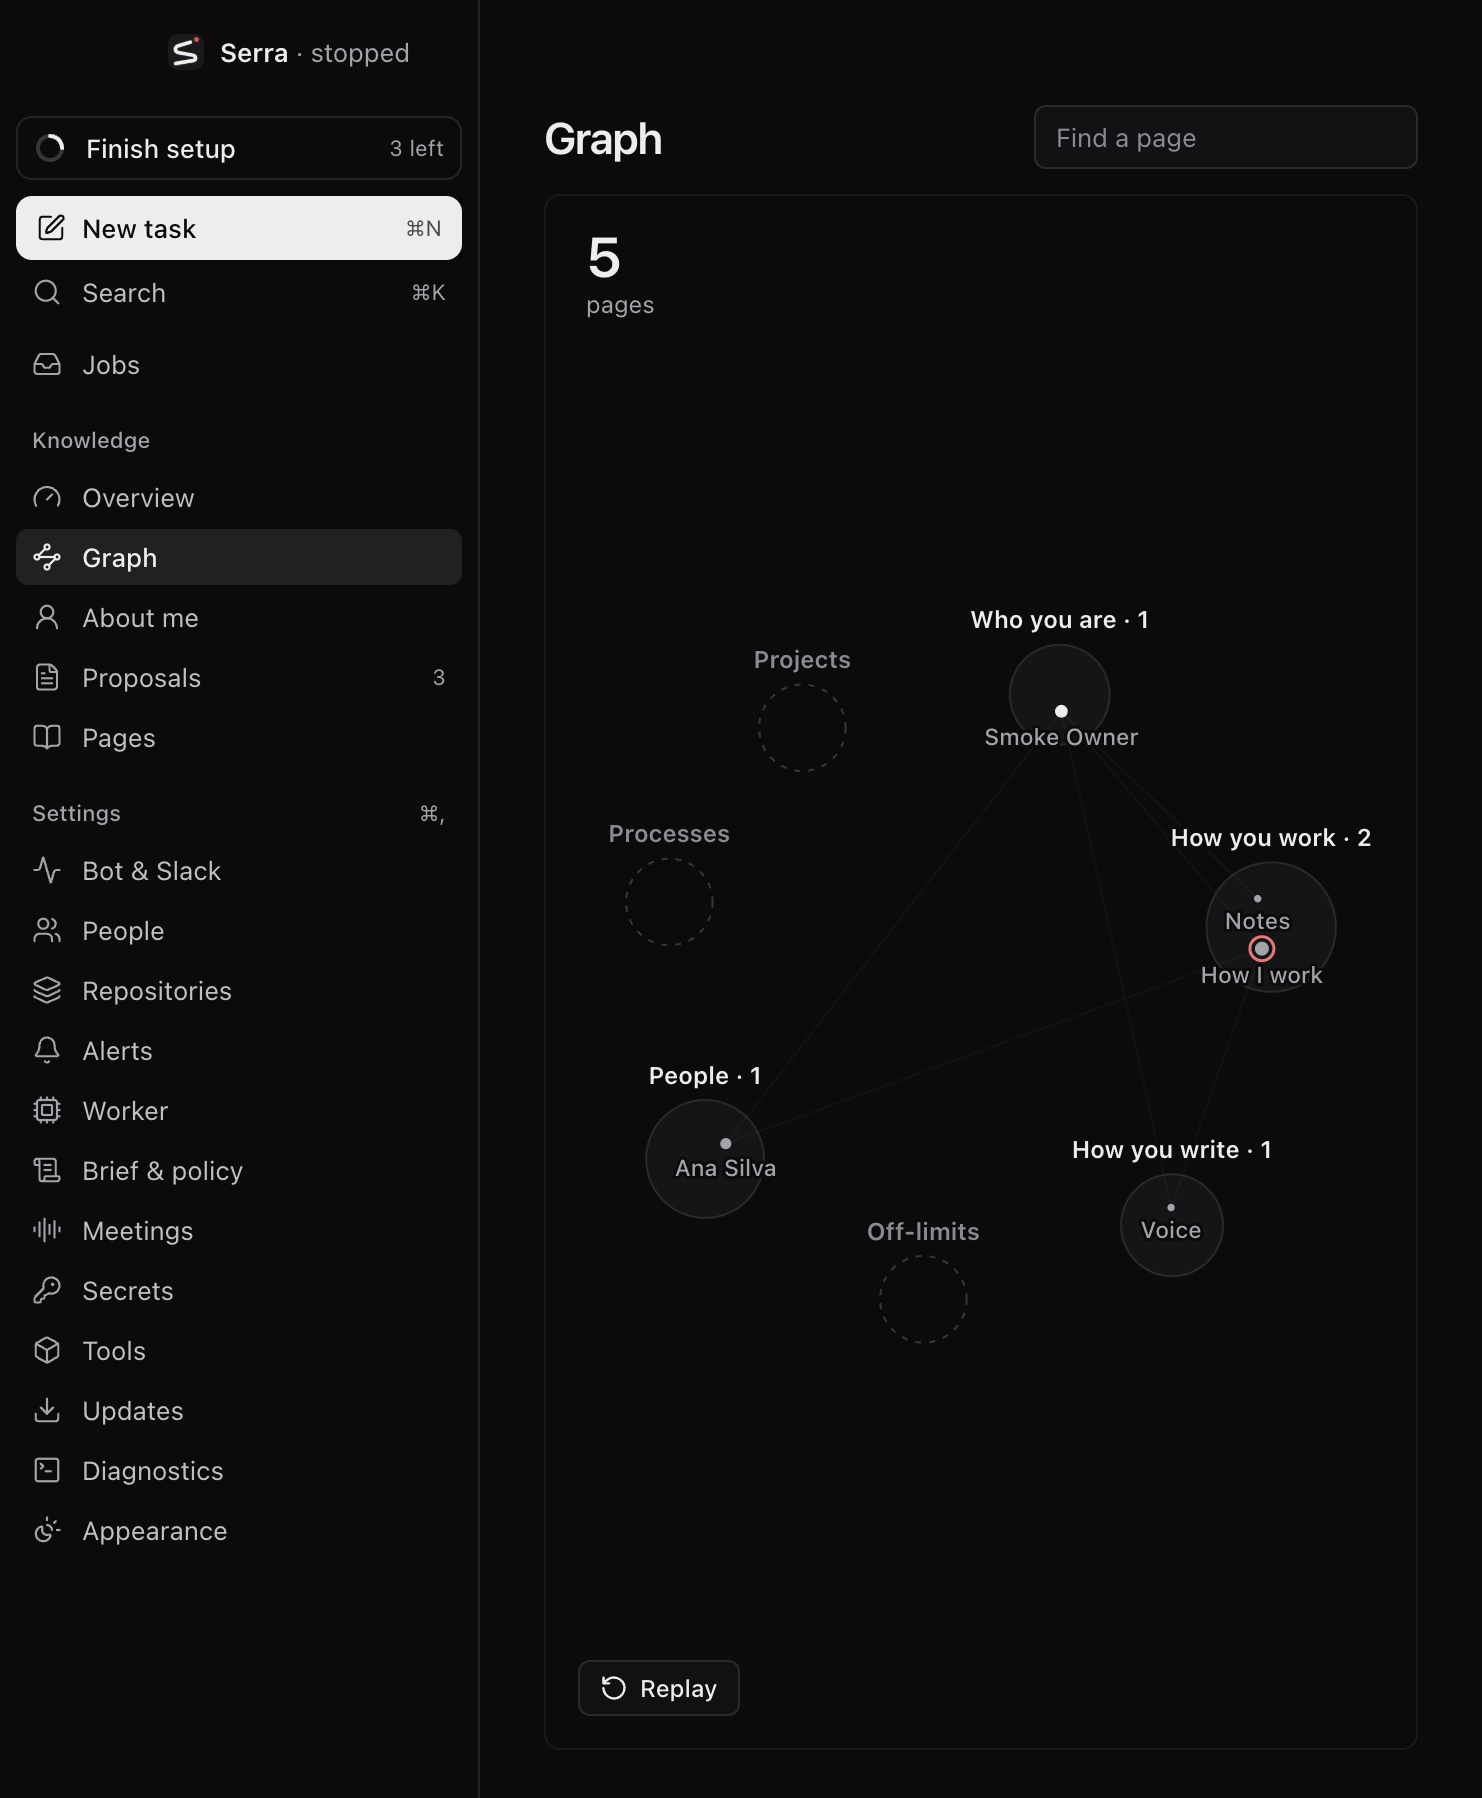 Serra · stopped
Finish setup 3 left
New task ⌘N
Search ⌘K
Jobs
Knowledge
Overview
Graph
About me
Proposals 3
Pages
Settings ⌘,
Bot & Slack
People
Repositories
Alerts
Worker
Brief & policy
Meetings
Secrets
Tools
Updates
Diagnostics
Appearance
Graph
Find a page
5
pages
Who you are · 1
Projects
Smoke Owner
Processes
How you work · 2
Notes
How I work
People · 1
How you write · 1
Ana Silva
Off-limits
Voice
Replay